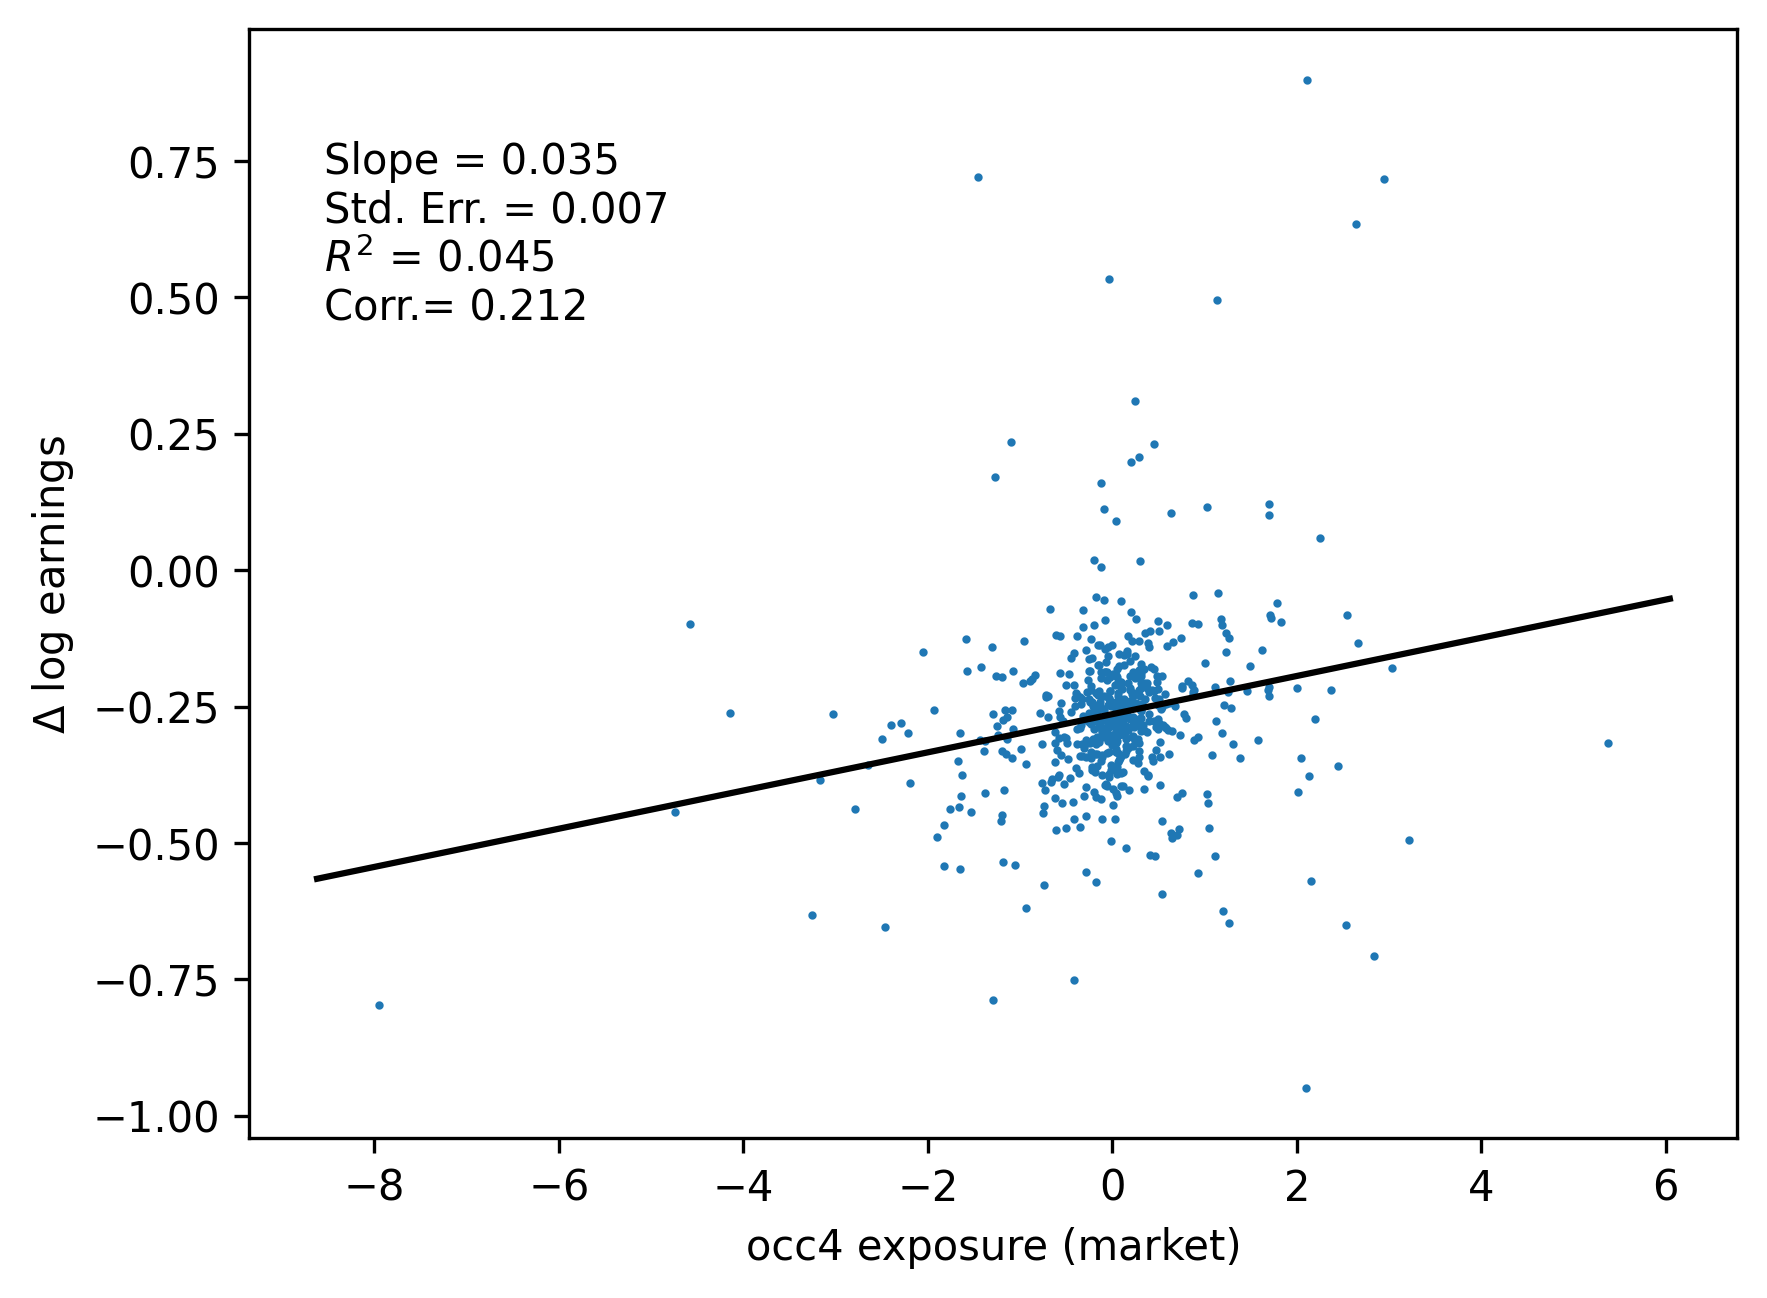 Slope = 0.035
Std. Err. = 0.007
R² = 0.045
Corr.= 0.212
0.75
0.50
0.25
0.00
−0.25
−0.50
−0.75
−1.00
Δ log earnings
−8 −6 −4 −2 0 2 4 6
occ4 exposure (market)